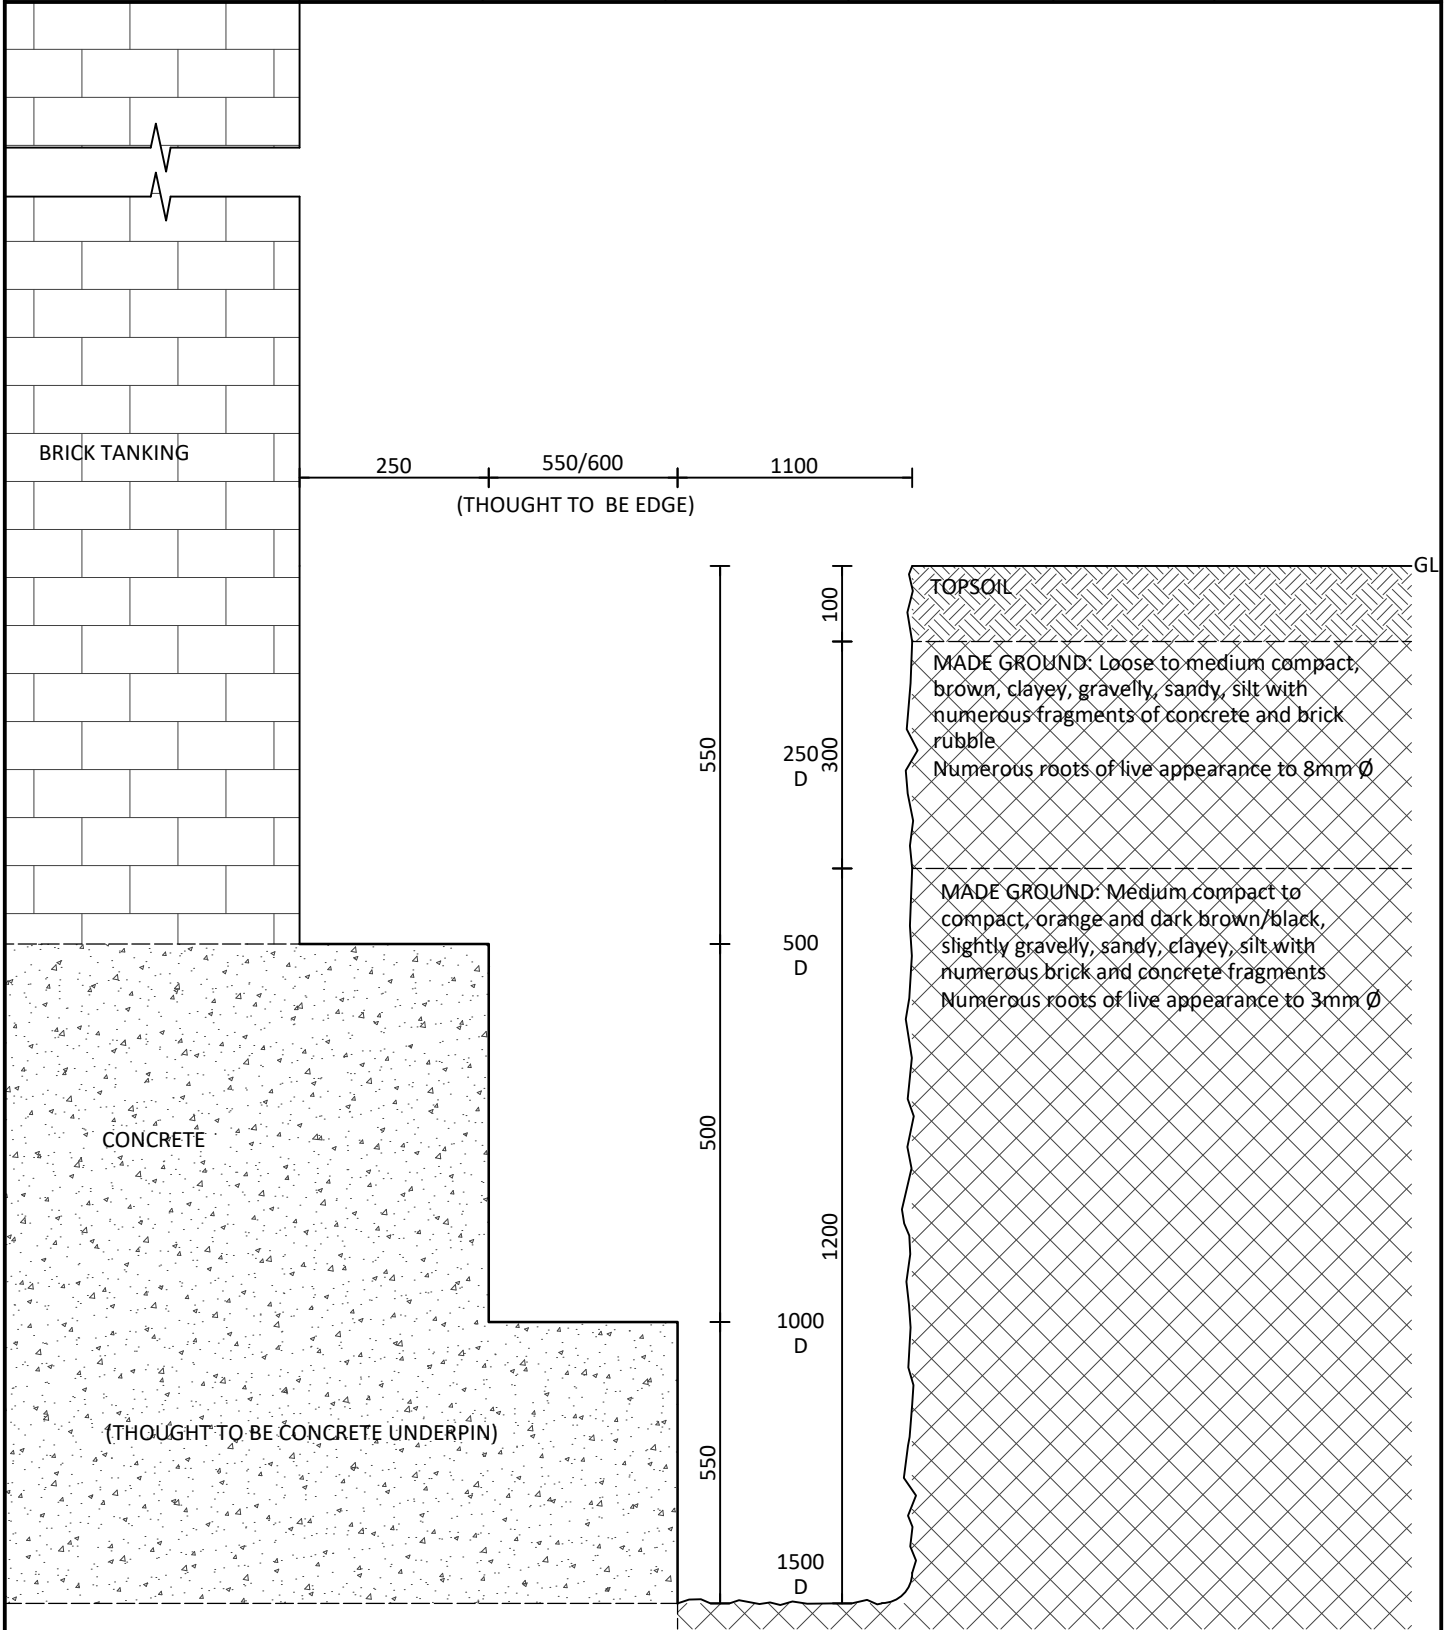 BRICK TANKING
250
550/600
1100
(THOUGHT TO  BE EDGE)
GL
TOPSOIL
100
MADE GROUND: Loose to medium compact,
brown, clayey, gravelly, sandy, silt with
numerous fragments of concrete and brick
rubble
Numerous roots of live appearance to 8mm Ø
550
250
D
300
MADE GROUND: Medium compact to
compact, orange and dark brown/black,
slightly gravelly, sandy, clayey, silt with
numerous brick and concrete fragments
Numerous roots of live appearance to 3mm Ø
500
D
CONCRETE
500
1200
1000
D
(THOUGHT TO BE CONCRETE UNDERPIN)
550
1500
D